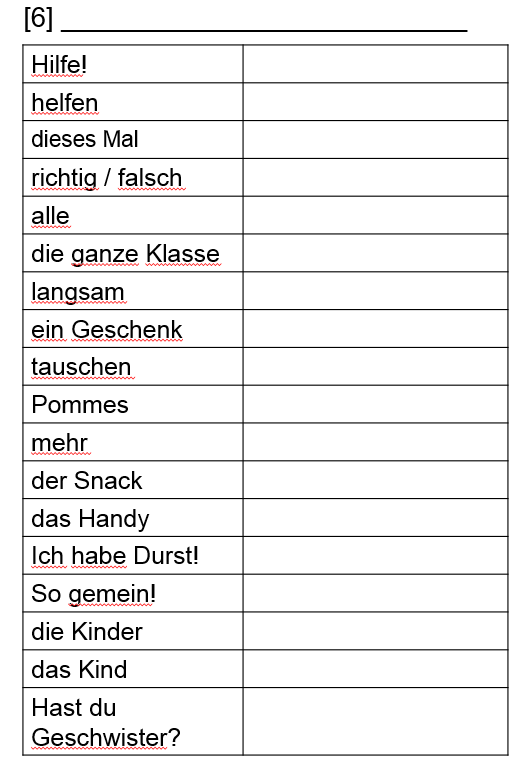 [6] ______________________________
Hilfe!
helfen
dieses Mal
richtig / falsch
alle
die ganze Klasse
langsam
ein Geschenk
tauschen
Pommes
mehr
der Snack
das Handy
Ich habe Durst!
So gemein!
die Kinder
das Kind
Hast du
Geschwister?